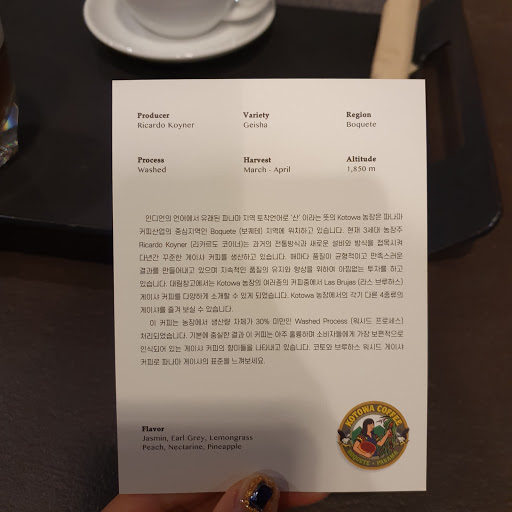 Producer Variety Region
Ricardo Koyner Geisha Boquete
Process Harvest Altitude
Washed March - April 1,850 m
인디언의 언어에서 유래된 파나마 지역 토착언어로 '산' 이라는 뜻의 Kotowa 농장은 파나마
커피산업의 중심지역인 Boquete (보퀘테) 지역에 위치하고 있습니다. 현재 3세대 농장주
Ricardo Koyner (리카르도 코이너)는 과거의 전통방식과 새로운 설비와 방식을 접목시켜
다년간 꾸준한 게이샤 커피를 생산하고 있습니다. 해마다 품질이 균형적이고 만족스러운
결과를 만들어내고 있으며 지속적인 품질의 유지와 향상을 위하여 아낌없는 투자를 하고
있습니다. 대림창고에서는 Kotowa 농장의 여러종의 커피중에서 Las Brujas (라스 브루하스)
게이샤 커피를 다양하게 소개할 수 있게 되었습니다. Kotowa 농장에서의 각기 다른 4종류의
게이샤를 즐겨 보실 수 있습니다.
이 커피는 농장에서 생산량 자체가 30% 미만인 Washed Process (워시드 프로세스)
처리되었습니다. 기본에 충실한 결과 이 커피는 아주 훌륭하며 소비자들에게 가장 보편적으로
인식되어 있는 게이샤 커피의 향미들을 나타내고 있습니다. 코토와 브루하스 워시드 게이샤
커피로 파나마 게이샤의 표준을 느껴보세요.
Flavor
Jasmin, Earl Grey, Lemongrass
Peach, Nectarine, Pineapple
KOTOWA COFFEE
BOQUETE - PANAMA